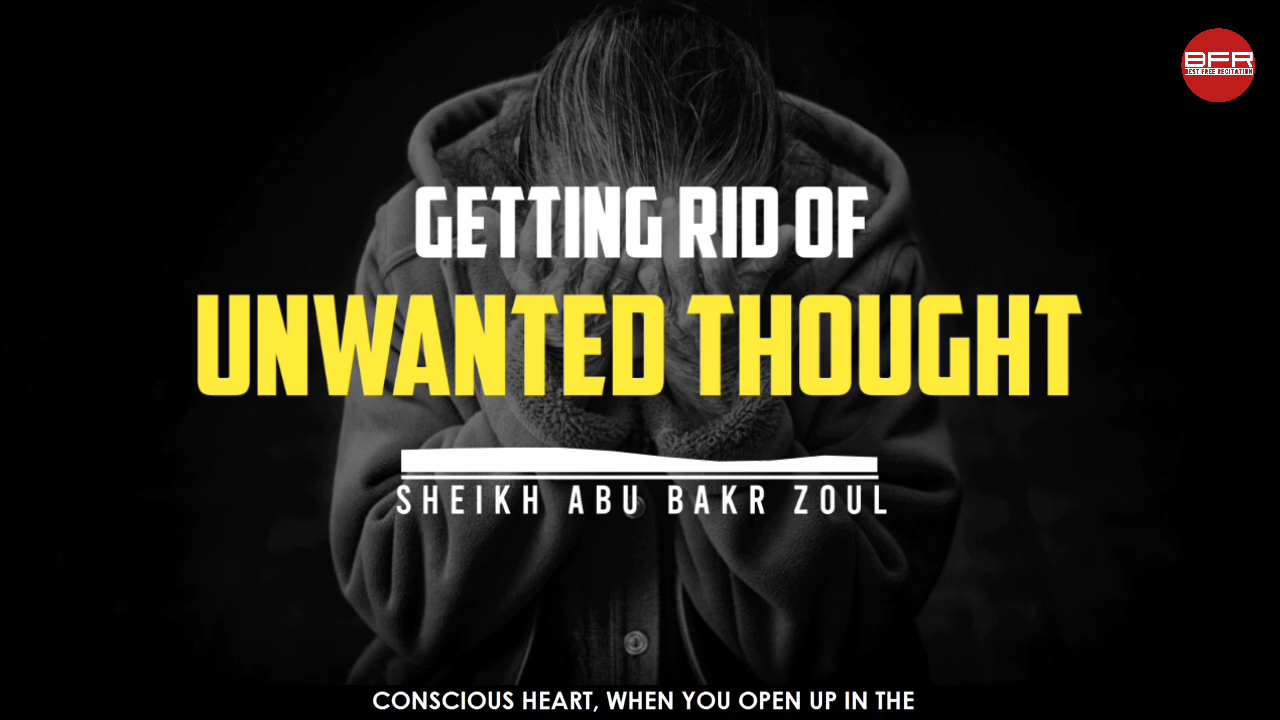 BFR
BEST FREE RECITATION
GETTING RID OF
UNWANTED THOUGHT
SHEIKH ABU BAKR ZOUL
CONSCIOUS HEART, WHEN YOU OPEN UP IN THE